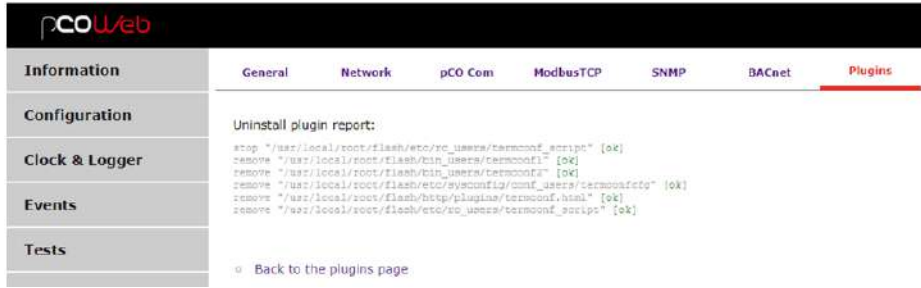 pCOWeb
Information
General Network pCO Com ModbusTCP SNMP BACnet Plugins
Configuration
Uninstall plugin report:
stop "/usr/local/root/flash/etc/rc_users/termconf_script" [ok]
remove "/usr/local/root/flash/bin_users/termconf1" [ok]
remove "/usr/local/root/flash/bin_users/termconf2" [ok]
remove "/usr/local/root/flash/etc/sysconfig/conf_users/termconfcfg" [ok]
remove "/usr/local/root/flash/http/plugins/termconf.html" [ok]
remove "/usr/local/root/flash/etc/rc_users/termconf_script" [ok]
Clock & Logger
Events
Tests
Back to the plugins page